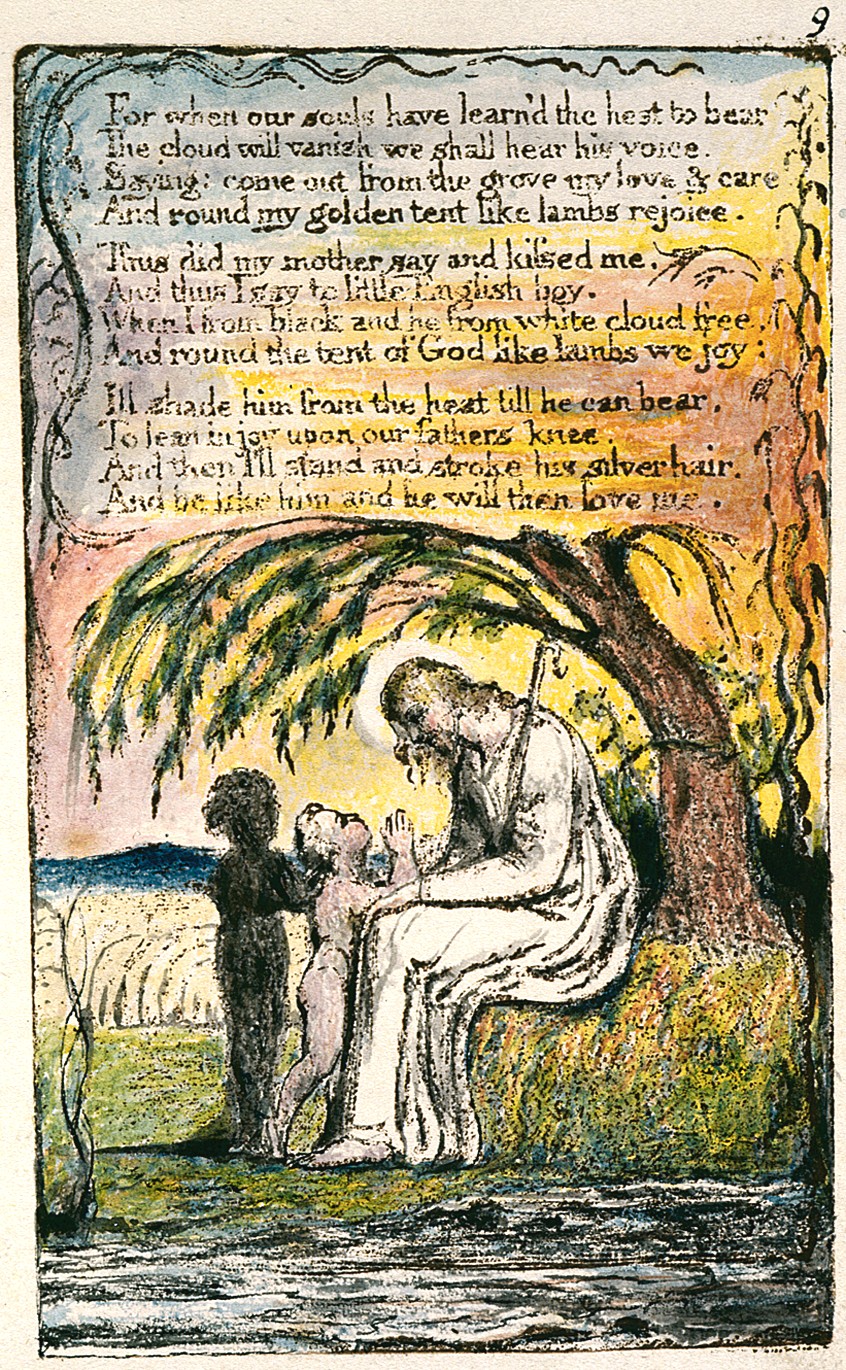 9
For when our souls have learn'd the heat to bear
The cloud will vanish we shall hear his voice.
Saying: come out from the grove my love & care
And round my golden tent like lambs rejoice.
Thus did my mother say and kissed me.
And thus I say to little English boy.
When I from black and he from white cloud free,
And round the tent of God like lambs we joy:
Ill shade him from the heat till he can bear,
To lean in joy upon our fathers knee.
And then I'll stand and stroke his silver hair.
And be like him and he will then love me.